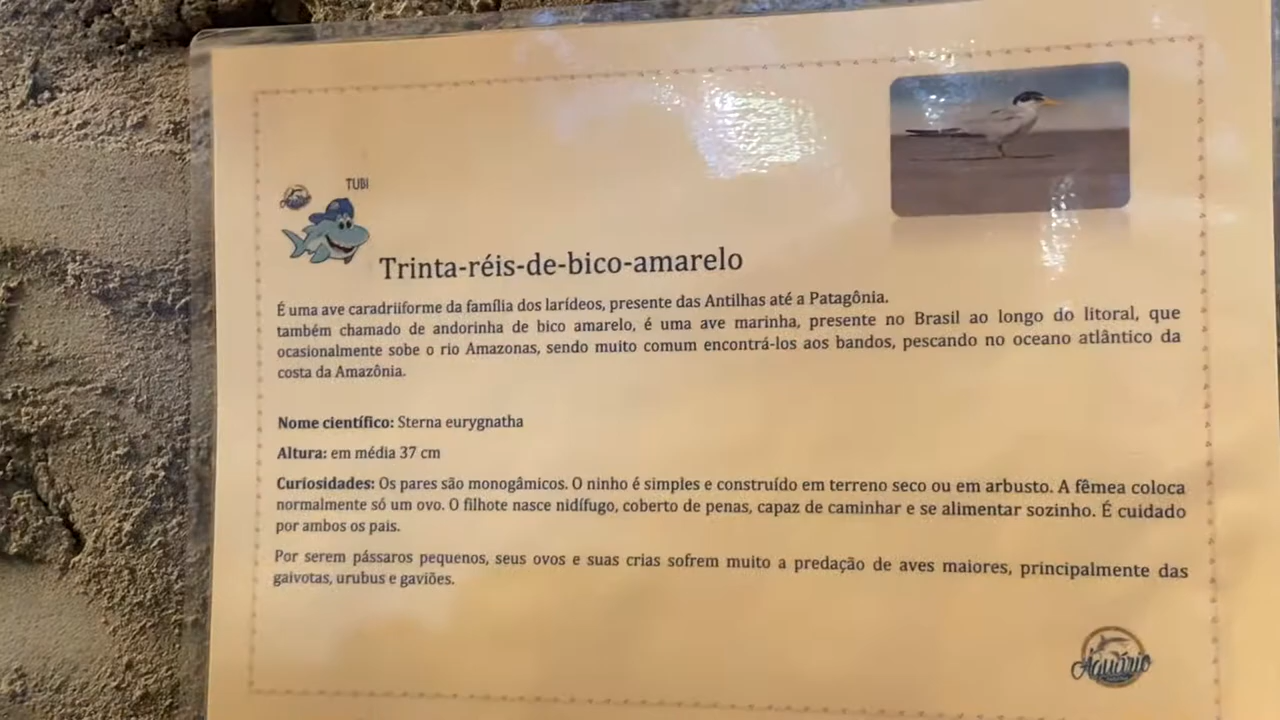 TUBI
Trinta-réis-de-bico-amarelo
É uma ave caradriiforme da família dos larídeos, presente das Antilhas até a Patagônia.
também chamado de andorinha de bico amarelo, é uma ave marinha, presente no Brasil ao longo do litoral, que
ocasionalmente sobe o rio Amazonas, sendo muito comum encontrá-los aos bandos, pescando no oceano atlântico da
costa da Amazônia.
Nome científico: Sterna eurygnatha
Altura: em média 37 cm
Curiosidades: Os pares são monogâmicos. O ninho é simples e construído em terreno seco ou em arbusto. A fêmea coloca
normalmente só um ovo. O filhote nasce nidífugo, coberto de penas, capaz de caminhar e se alimentar sozinho. É cuidado
por ambos os pais.
Por serem pássaros pequenos, seus ovos e suas crias sofrem muito a predação de aves maiores, principalmente das
gaivotas, urubus e gaviões.
Aquário